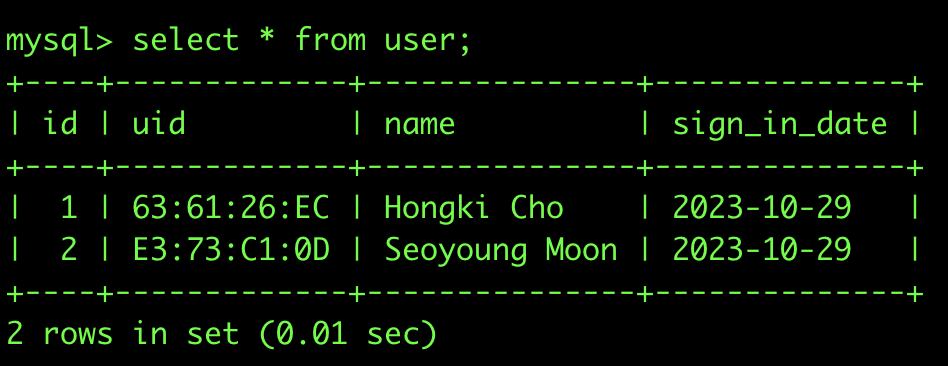 mysql> select * from user;
+----+-------------+---------------+--------------+
| id | uid         | name          | sign_in_date |
+----+-------------+---------------+--------------+
|  1 | 63:61:26:EC | Hongki Cho    | 2023-10-29   |
|  2 | E3:73:C1:0D | Seoyoung Moon | 2023-10-29   |
+----+-------------+---------------+--------------+
2 rows in set (0.01 sec)